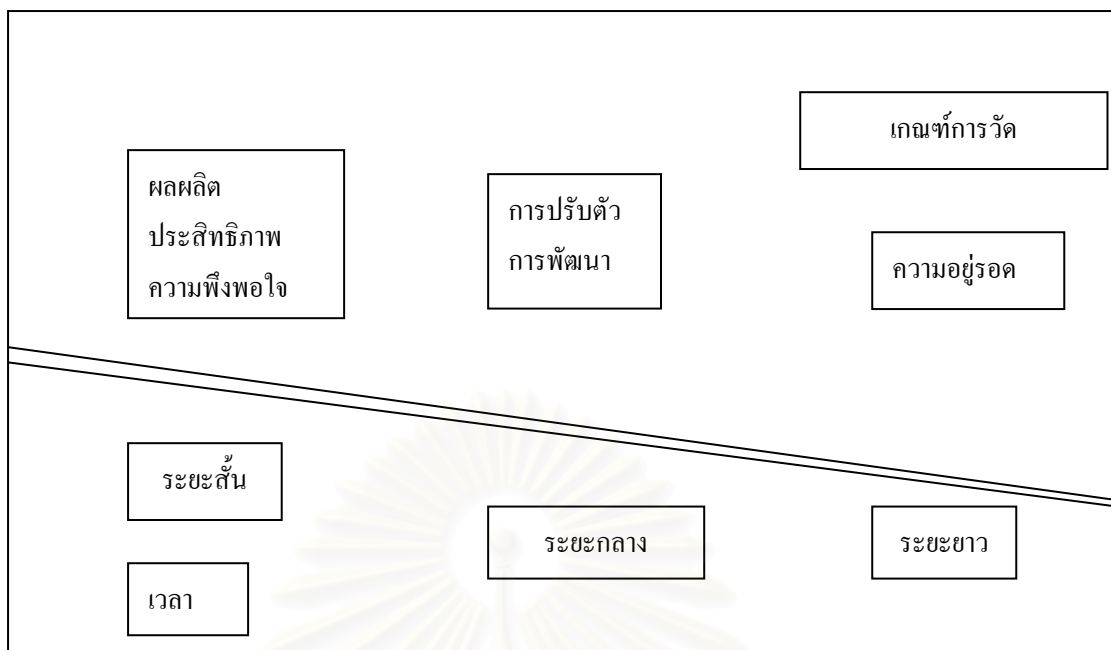 เกณฑ์การวัด
ผลผลิต
ประสิทธิภาพ
ความพึงพอใจ
การปรับตัว
การพัฒนา
ความอยู่รอด
ระยะสั้น
ระยะกลาง
ระยะยาว
เวลา